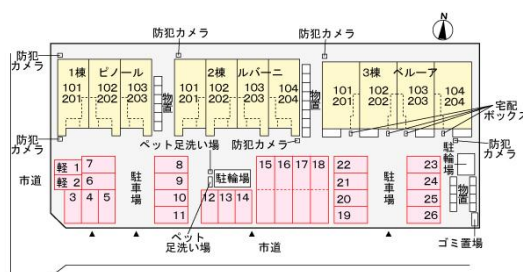 N
防犯カメラ
防犯カメラ
防犯
カメラ
1棟 ピノール
101 102 103
201 202 203
物置
2棟 ルバーニ
101 102 103 104
201 202 203 204
物置
3棟 ベルーア
101 102 103 104
201 202 203 204
宅配
ボックス
防犯
カメラ
ペット足洗い場
防犯カメラ
防犯
カメラ
市道
軽 1
軽 2
3 4 5
6
7
駐車場
8
9
10
11
駐輪場
12 13 14
15 16 17 18
22
21
20
19
駐車場
23
24
25
26
駐輪場
物置
ゴミ置場
ペット
足洗い場
市道